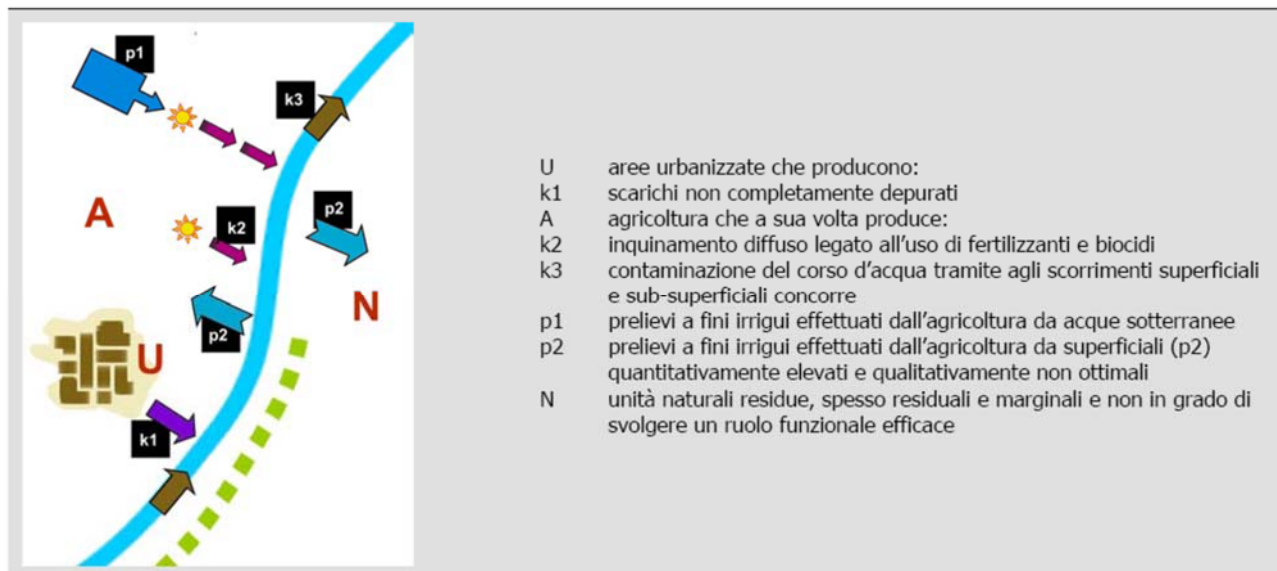 p1
k3
A
p2
k2
N
p2
U
k1
U aree urbanizzate che producono:
k1 scarichi non completamente depurati
A agricoltura che a sua volta produce:
k2 inquinamento diffuso legato all'uso di fertilizzanti e biocidi
k3 contaminazione del corso d'acqua tramite agli scorrimenti superficiali
e sub-superficiali concorre
p1 prelievi a fini irrigui effettuati dall'agricoltura da acque sotterranee
p2 prelievi a fini irrigui effettuati dall'agricoltura da superficiali (p2)
quantitativamente elevati e qualitativamente non ottimali
N unità naturali residue, spesso residuali e marginali e non in grado di
svolgere un ruolo funzionale efficace